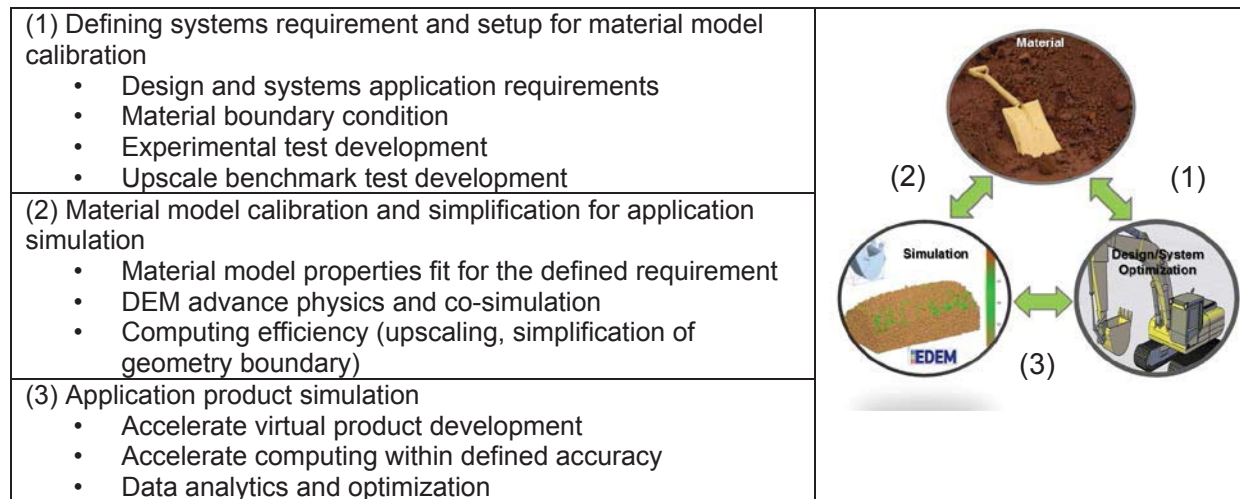 (1) Defining systems requirement and setup for material model
calibration
• Design and systems application requirements
• Material boundary condition
• Experimental test development
• Upscale benchmark test development
(2) Material model calibration and simplification for application
simulation
• Material model properties fit for the defined requirement
• DEM advance physics and co-simulation
• Computing efficiency (upscaling, simplification of
geometry boundary)
(3) Application product simulation
• Accelerate virtual product development
• Accelerate computing within defined accuracy
• Data analytics and optimization
Material
(2)
(1)
Simulation
EDEM
Design/System
Optimization
(3)